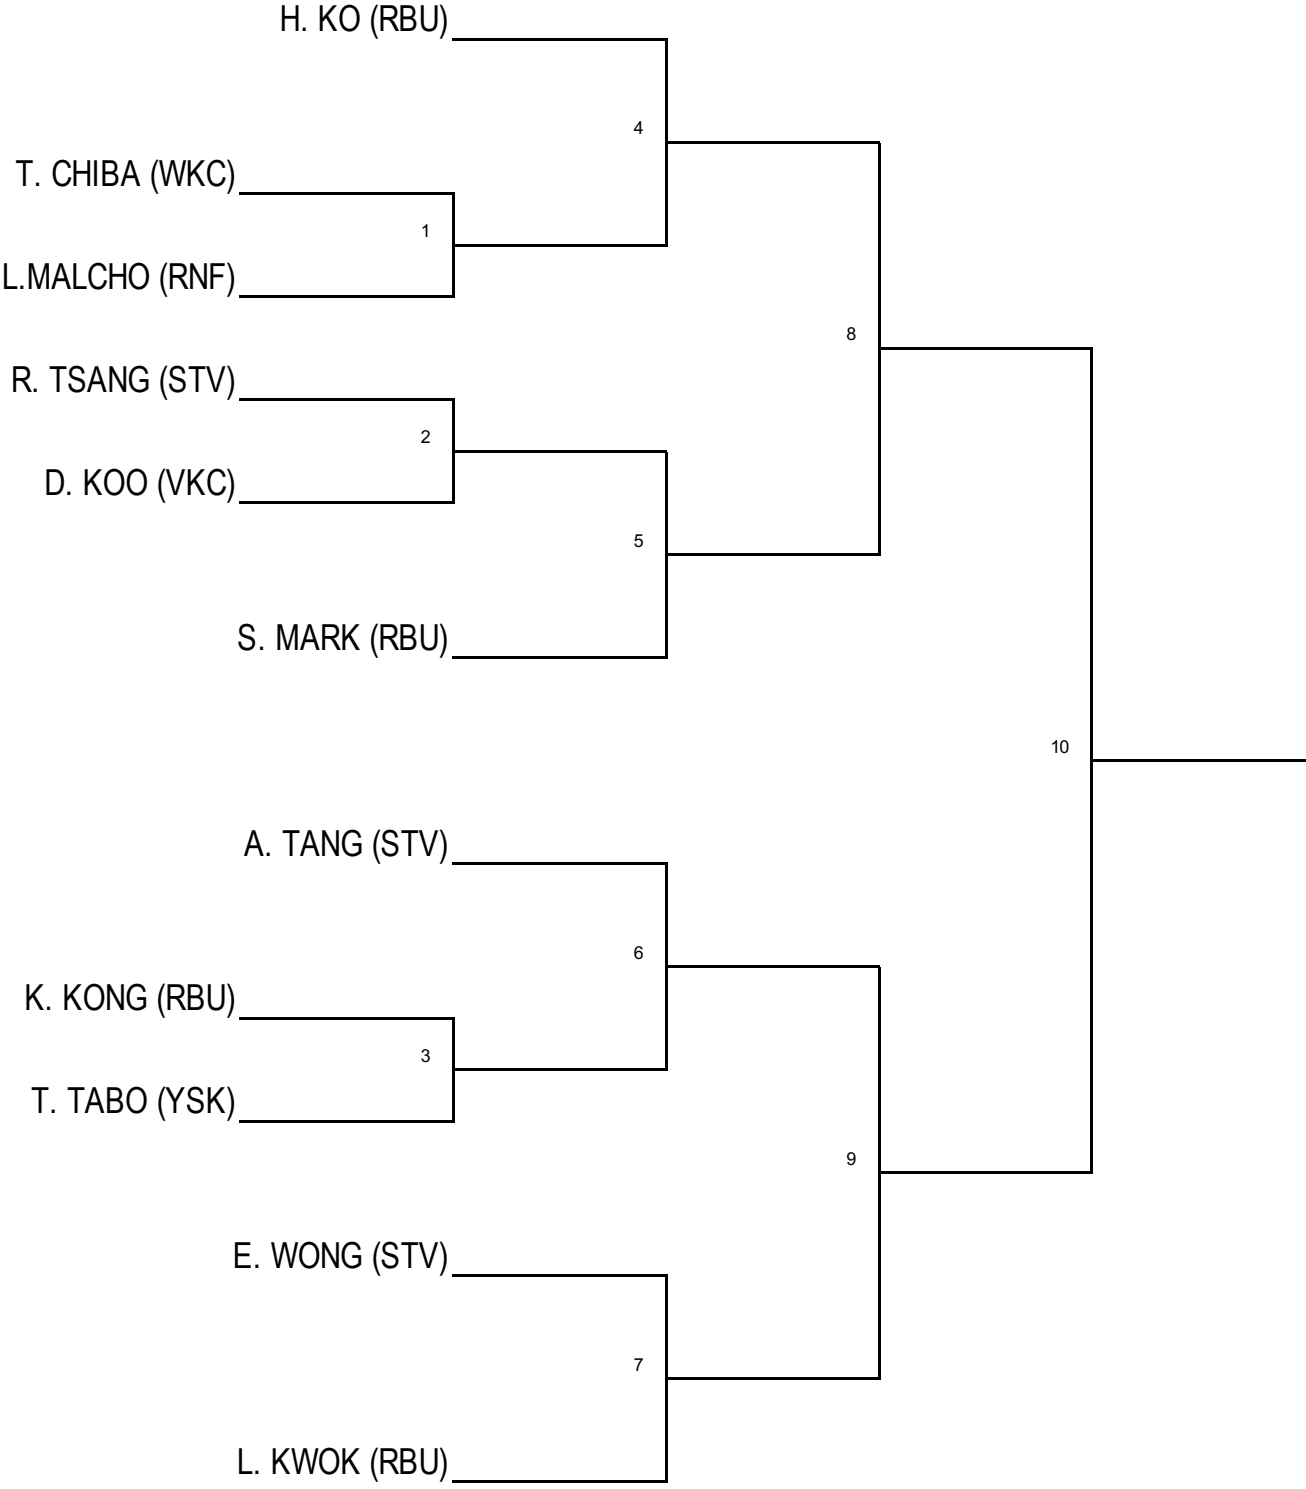 H. KO (RBU)
4
T. CHIBA (WKC)
1
L.MALCHO (RNF)
8
R. TSANG (STV)
2
D. KOO (VKC)
5
S. MARK (RBU)
10
A. TANG (STV)
6
K. KONG (RBU)
3
T. TABO (YSK)
9
E. WONG (STV)
7
L. KWOK (RBU)